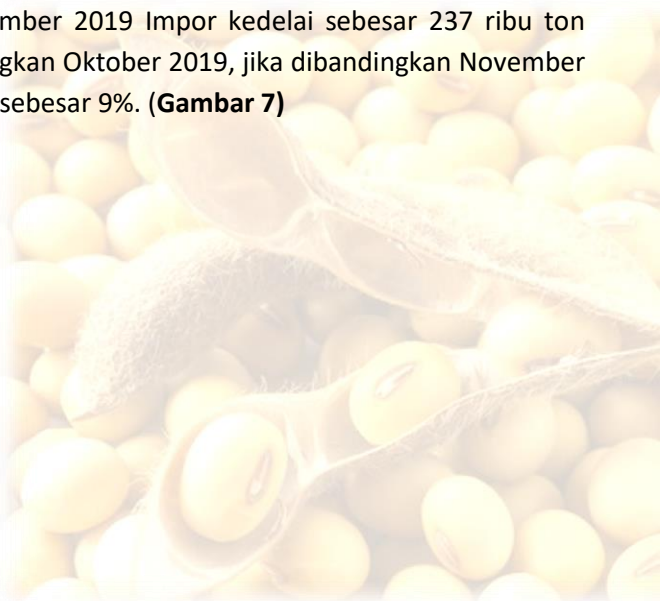 mber 2019 Impor kedelai sebesar 237 ribu ton
gkan Oktober 2019, jika dibandingkan November
sebesar 9%. (Gambar 7)